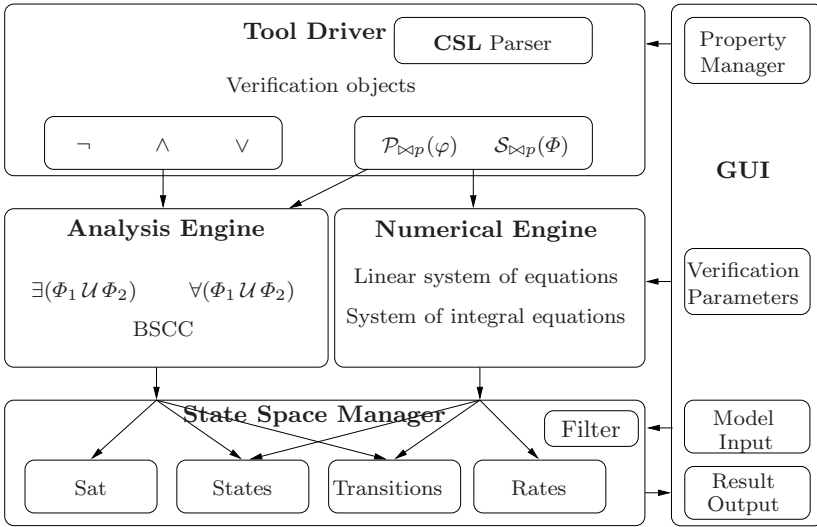 Tool Driver
CSL Parser
Verification objects
¬ ∧ ∨
𝒫⋈p(φ) 𝒮⋈p(Φ)
Analysis Engine
∃(Φ1 𝒰 Φ2) ∀(Φ1 𝒰 Φ2)
BSCC
Numerical Engine
Linear system of equations
System of integral equations
State Space Manager
Filter
Sat
States
Transitions
Rates
Property
Manager
GUI
Verification
Parameters
Model
Input
Result
Output